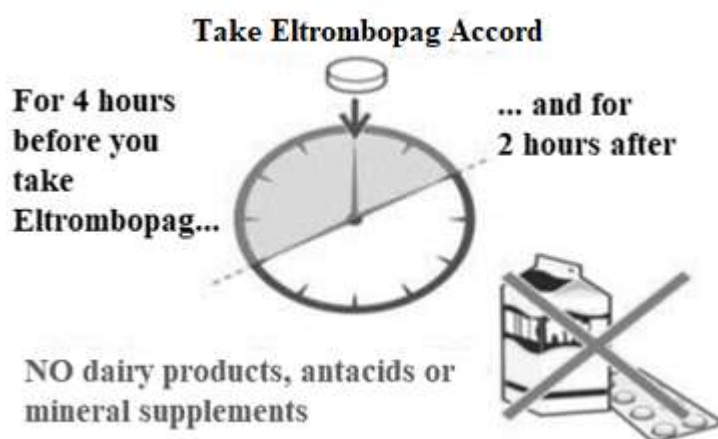 Take Eltrombopag Accord
For 4 hours
before you
take
Eltrombopag...
... and for
2 hours after
NO dairy products, antacids or
mineral supplements